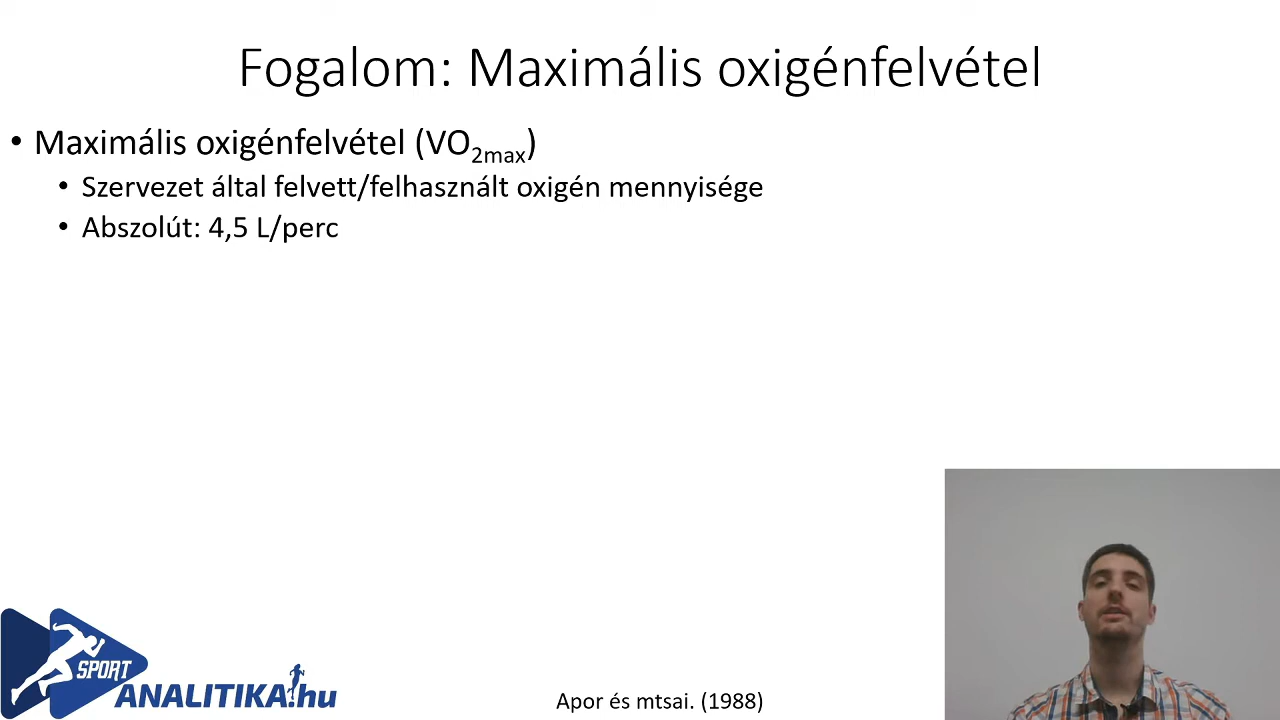 Fogalom: Maximális oxigénfelvétel
• Maximális oxigénfelvétel (VO2max)
• Szervezet által felvett/felhasznált oxigén mennyisége
• Abszolút: 4,5 L/perc
SPORT
ANALITIKA.hu
Apor és mtsai. (1988)